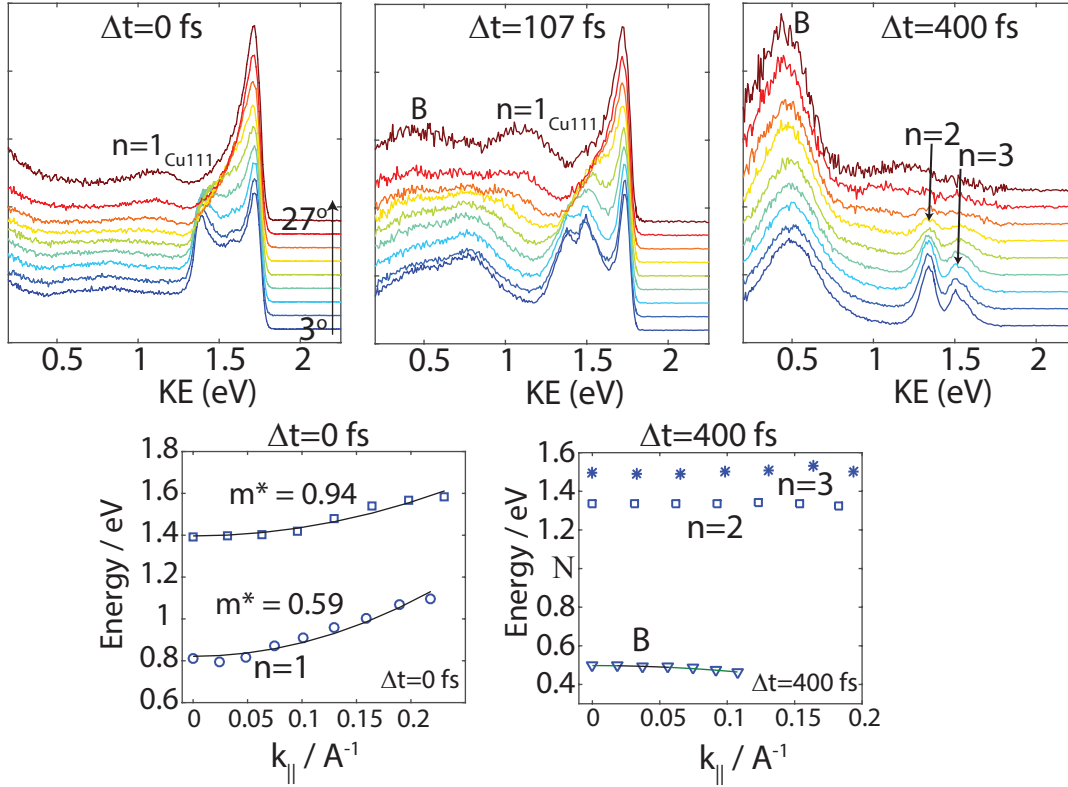 Δt=0 fs
n=1Cu111
27°
3°
0.5 1 1.5 2
KE (eV)
Δt=107 fs
B
n=1Cu111
0.5 1 1.5 2
KE (eV)
B
Δt=400 fs
n=2
n=3
0.5 1 1.5 2
KE (eV)
Δt=0 fs
Energy / eV
1.8
1.6
1.4
1.2
1
0.8
0.6
m* = 0.94
m* = 0.59
n=1
Δt=0 fs
0 0.05 0.1 0.15 0.2
k|| / A-1
Δt=400 fs
Energy / eV
1.6
1.4
1.2
N
0.6
0.4
n=3
n=2
B
Δt=400 fs
0 0.05 0.1 0.15 0.2
k|| / A-1